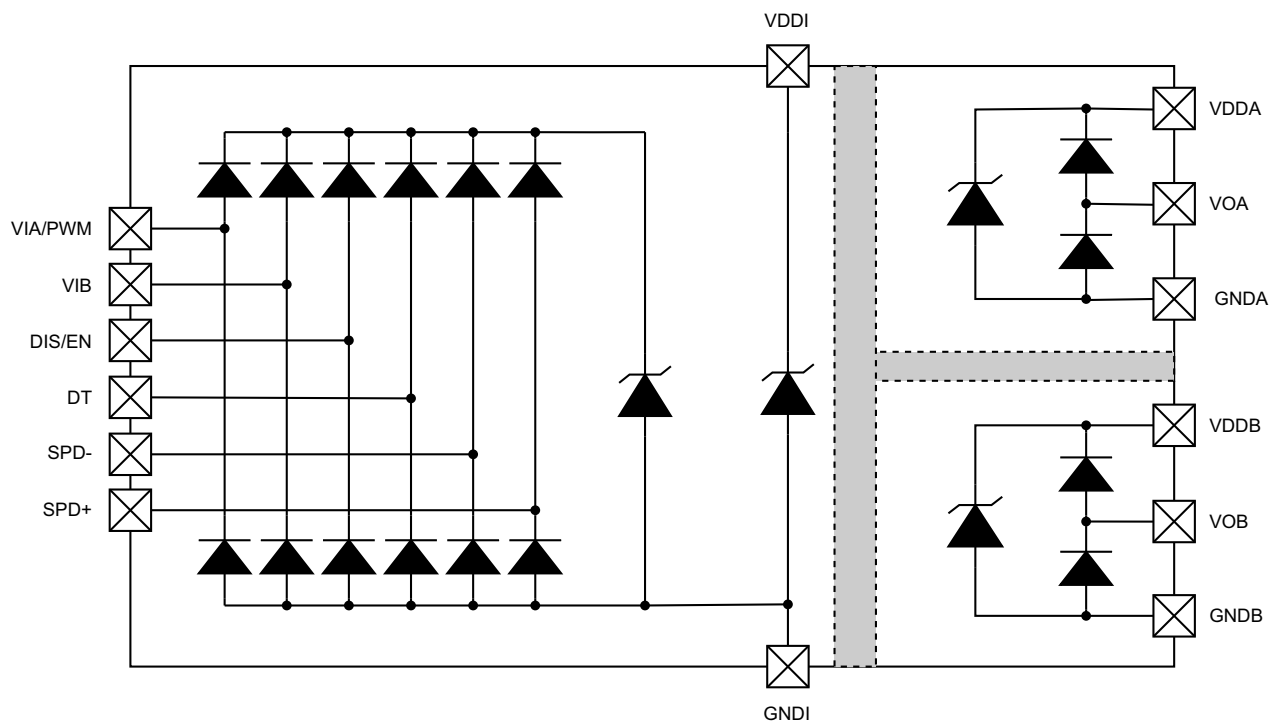 VDDI
VDDA
VOA
GNDA
VIA/PWM
VIB
DIS/EN
DT
SPD-
SPD+
VDDB
VOB
GNDB
GNDI